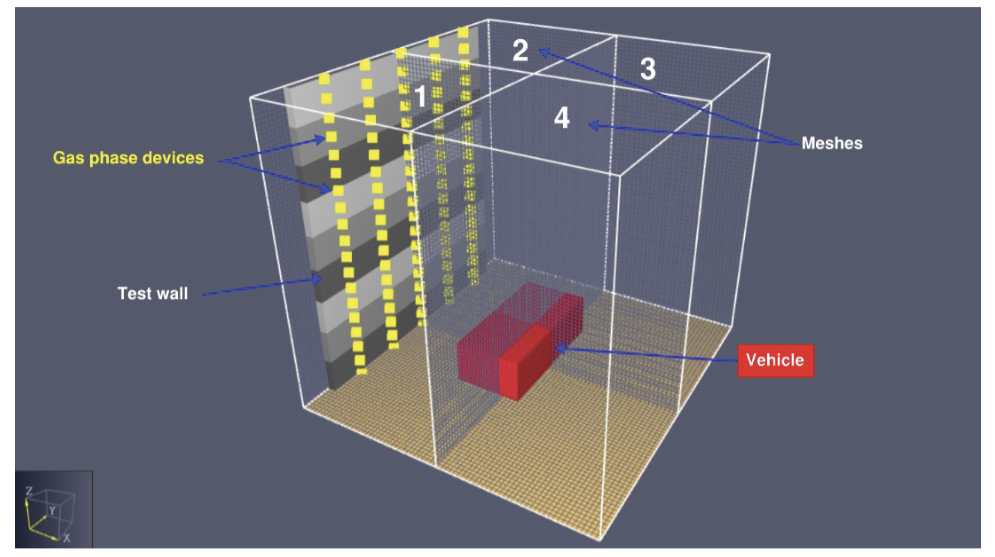 2
3
1
4
Gas phase devices
Meshes
Test wall
Vehicle
Z
Y
X